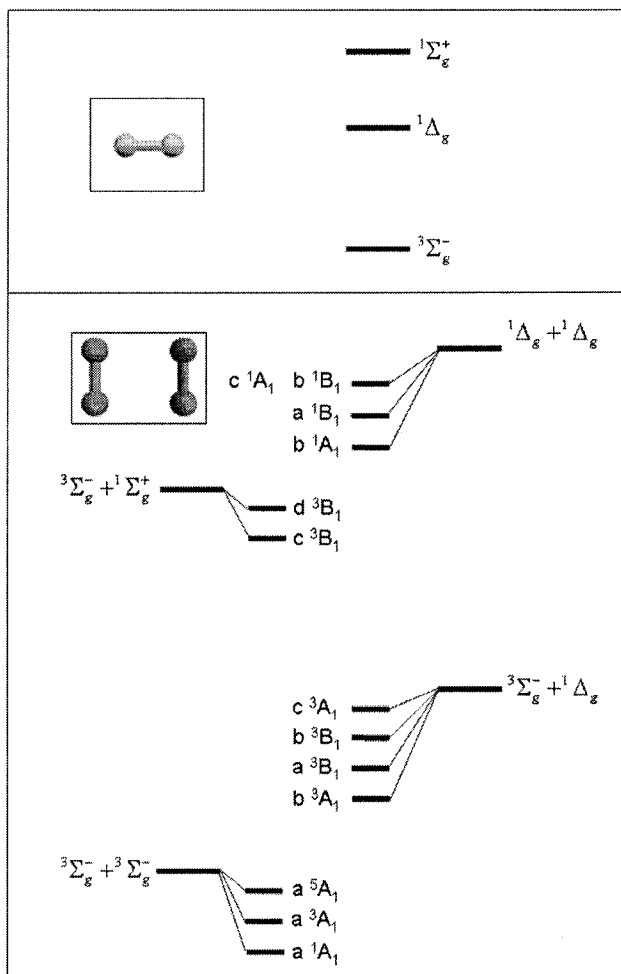 ¹Σg⁺
¹Δg
³Σg⁻
¹Δg + ¹Δg
c ¹A₁ b ¹B₁
a ¹B₁
b ¹A₁
³Σg⁻ + ¹Σg⁺
d ³B₁
c ³B₁
³Σg⁻ + ¹Δg
c ³A₁
b ³B₁
a ³B₁
b ³A₁
³Σg⁻ + ³Σg⁻
a ⁵A₁
a ³A₁
a ¹A₁